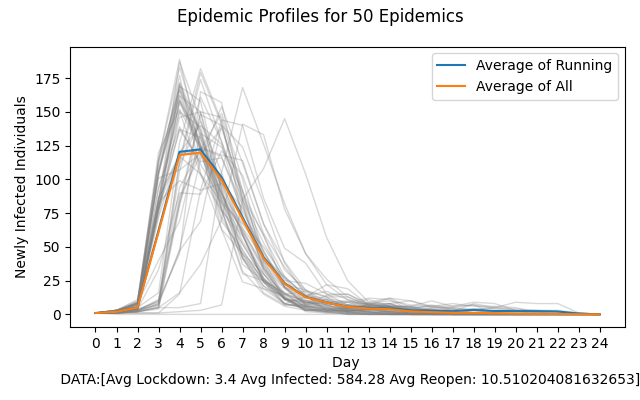 Epidemic Profiles for 50 Epidemics
Average of Running
Average of All
Newly Infected Individuals
175
150
125
100
75
50
25
0
0 1 2 3 4 5 6 7 8 9 10 11 12 13 14 15 16 17 18 19 20 21 22 23 24
Day
DATA:[Avg Lockdown: 3.4 Avg Infected: 584.28 Avg Reopen: 10.510204081632653]